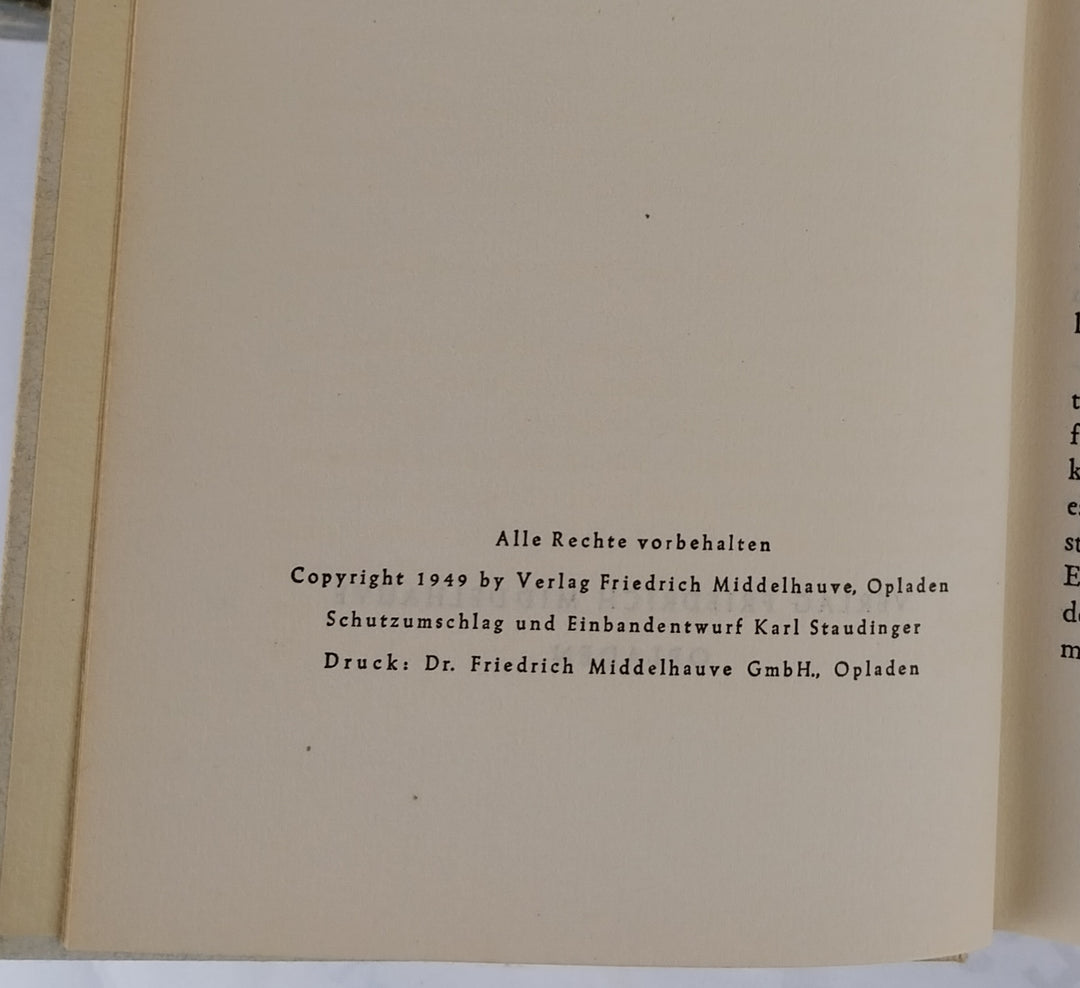 Alle Rechte vorbehalten
Copyright 1949 by Verlag Friedrich Middelhauve, Opladen
Schutzumschlag und Einbandentwurf Karl Staudinger
Druck: Dr. Friedrich Middelhauve GmbH., Opladen